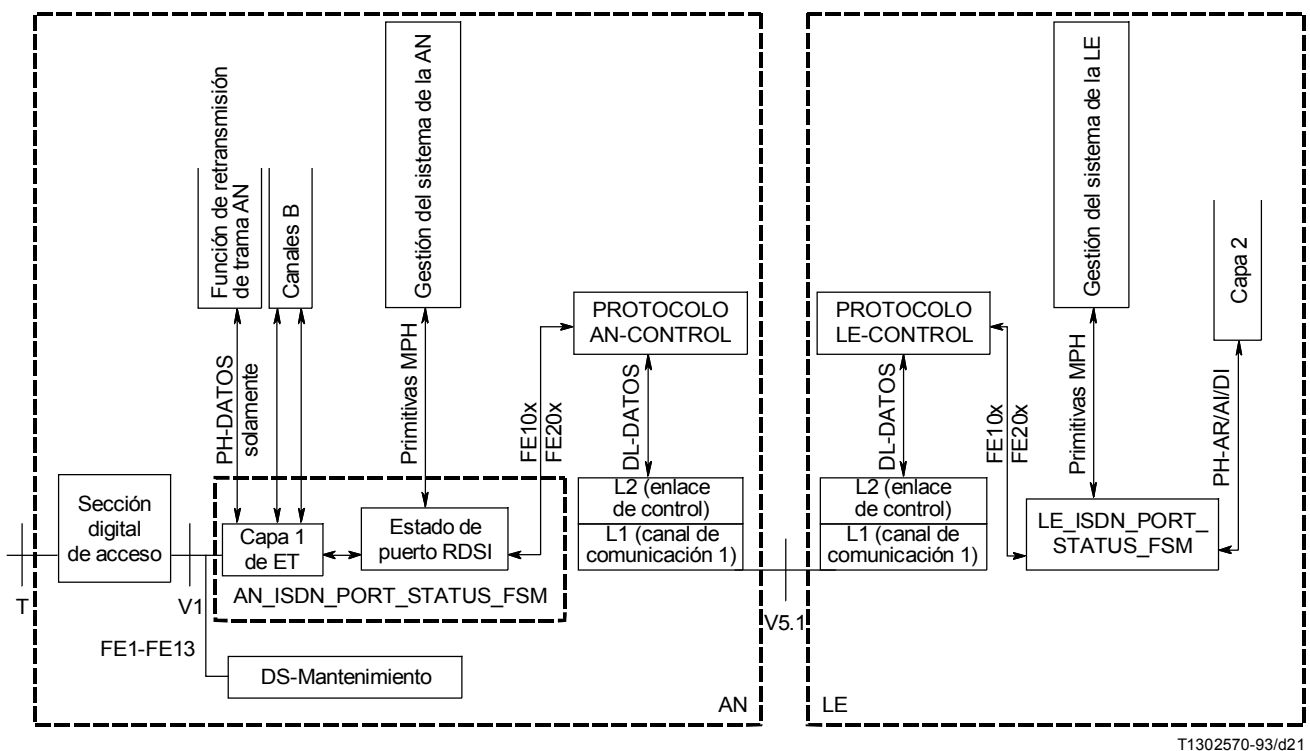 Función de retransmisión
de trama AN
Canales B
Gestión del sistema de la AN
Gestión del sistema de la LE
Capa 2
PROTOCOLO
AN-CONTROL
PROTOCOLO
LE-CONTROL
PH-DATOS
solamente
Primitivas MPH
FE10x
FE20x
DL-DATOS
DL-DATOS
FE10x
FE20x
Primitivas MPH
PH-AR/AI/DI
Sección
digital
de acceso
Capa 1
de ET
Estado de
puerto RDSI
L2 (enlace
de control)
L1 (canal de
comunicación 1)
L2 (enlace
de control)
L1 (canal de
comunicación 1)
LE_ISDN_PORT_
STATUS_FSM
AN_ISDN_PORT_STATUS_FSM
T
V1
V5.1
FE1-FE13
DS-Mantenimiento
AN
LE
T1302570-93/d21